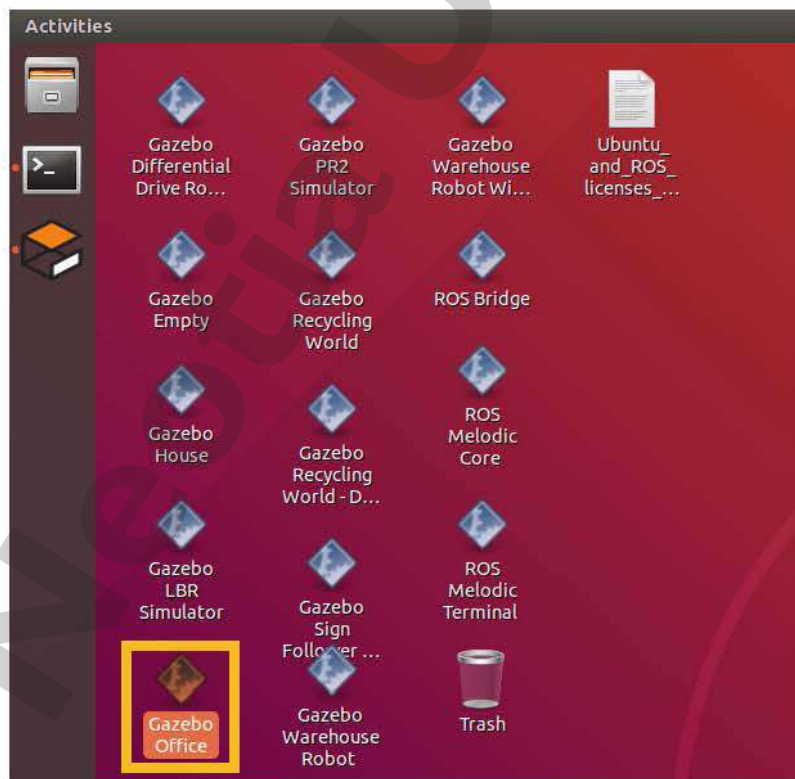 Activities
Gazebo
Differential
Drive Ro...
Gazebo
PR2
Simulator
Gazebo
Warehouse
Robot Wi...
Ubuntu_
and_ROS_
licenses_...
Gazebo
Empty
Gazebo
Recycling
World
ROS Bridge
Gazebo
House
Gazebo
Recycling
World - D...
ROS
Melodic
Core
Gazebo
LBR
Simulator
Gazebo
Sign
Follower ...
ROS
Melodic
Terminal
Gazebo
Office
Gazebo
Warehouse
Robot
Trash
Neotia U